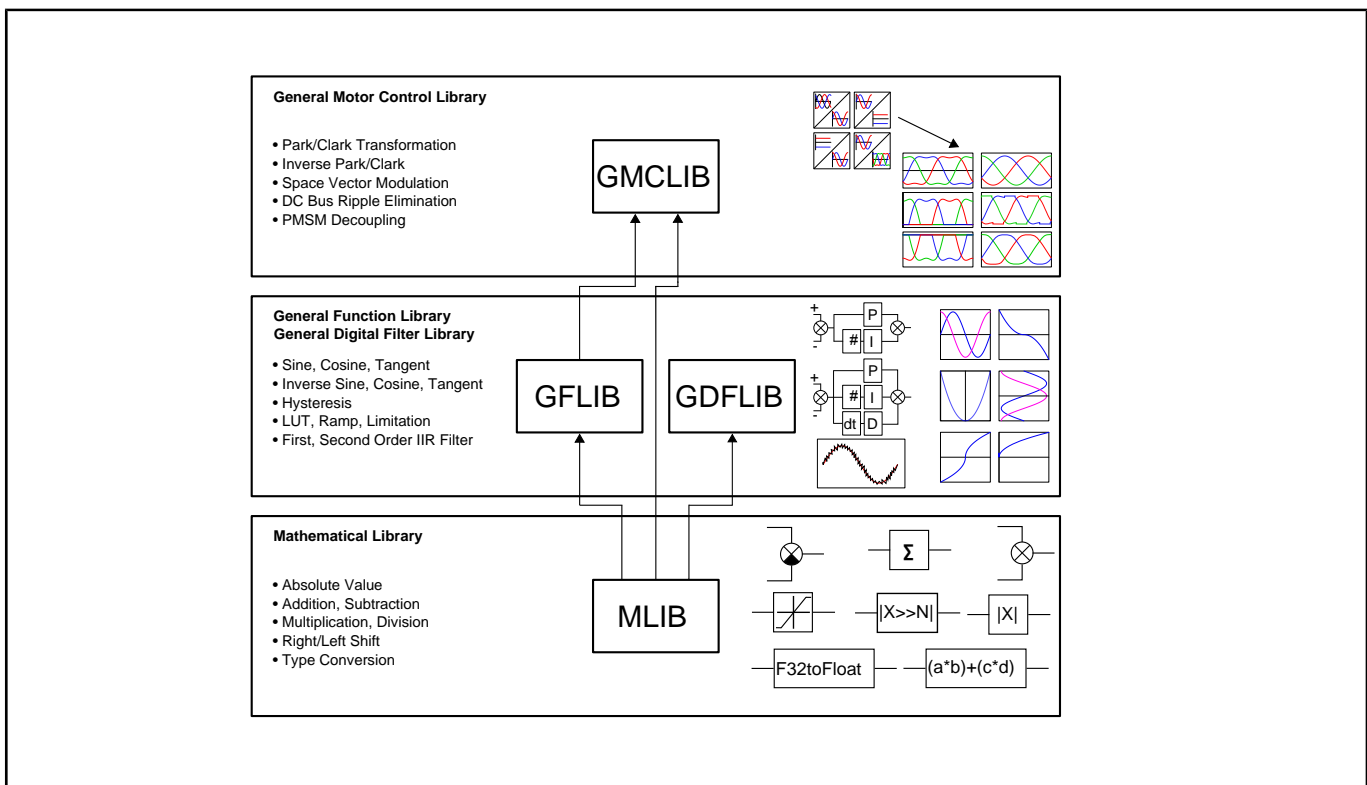 General Motor Control Library
• Park/Clark Transformation
• Inverse Park/Clark
• Space Vector Modulation
• DC Bus Ripple Elimination
• PMSM Decoupling
GMCLIB
General Function Library
General Digital Filter Library
• Sine, Cosine, Tangent
• Inverse Sine, Cosine, Tangent
• Hysteresis
• LUT, Ramp, Limitation
• First, Second Order IIR Filter
GFLIB
GDFLIB
+
-
P
# I
+
-
P
# I
dt D
Mathematical Library
• Absolute Value
• Addition, Subtraction
• Multiplication, Division
• Right/Left Shift
• Type Conversion
MLIB
Σ
|X>>N|
|X|
F32toFloat
(a*b)+(c*d)